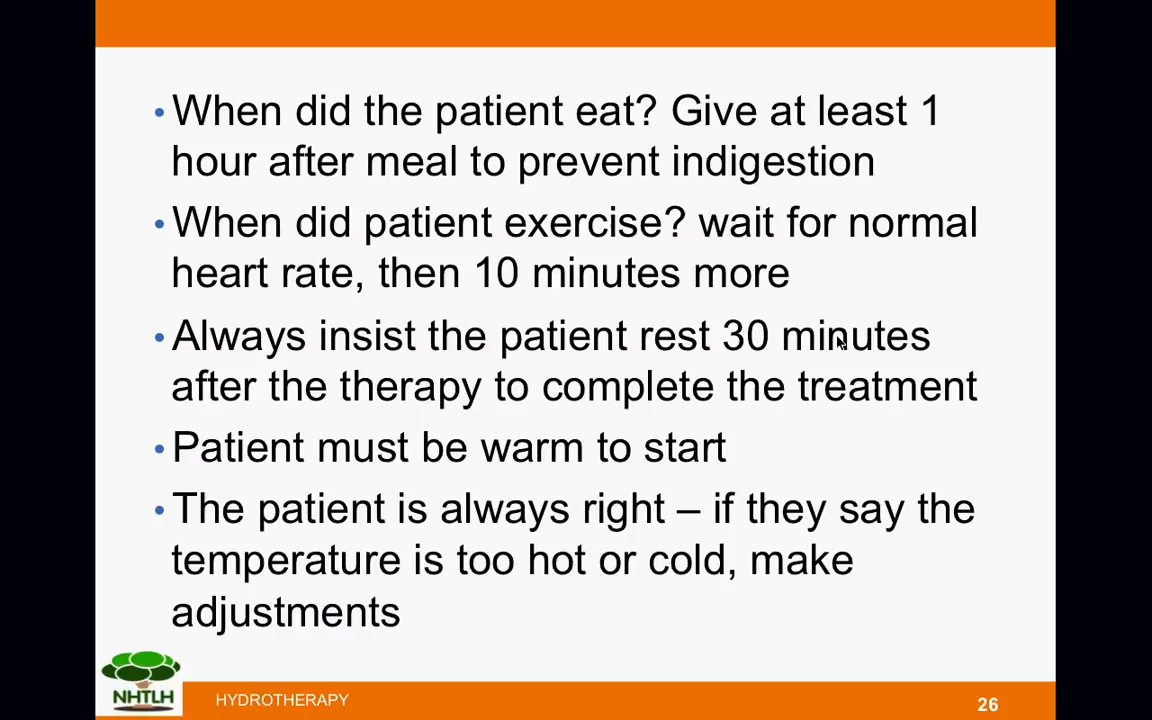 • When did the patient eat? Give at least 1
hour after meal to prevent indigestion
• When did patient exercise? wait for normal
heart rate, then 10 minutes more
• Always insist the patient rest 30 minutes
after the therapy to complete the treatment
• Patient must be warm to start
• The patient is always right – if they say the
temperature is too hot or cold, make
adjustments
NHTLH
HYDROTHERAPY
26